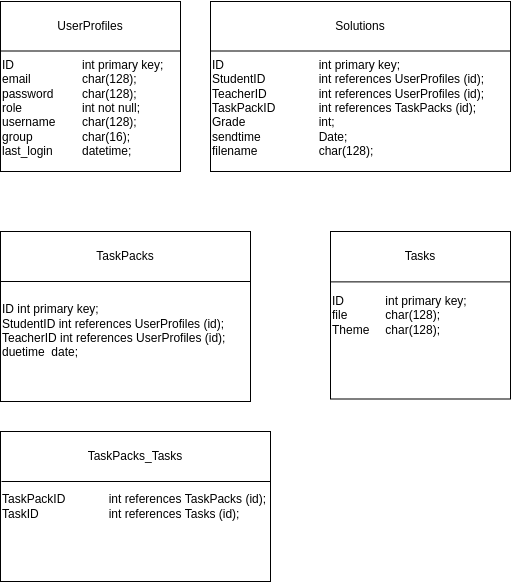 UserProfiles
ID int primary key;
email char(128);
password char(128);
role int not null;
username char(128);
group char(16);
last_login datetime;
Solutions
ID int primary key;
StudentID int references UserProfiles (id);
TeacherID int references UserProfiles (id);
TaskPackID int references TaskPacks (id);
Grade int;
sendtime Date;
filename char(128);
TaskPacks
ID int primary key;
StudentID int references UserProfiles (id);
TeacherID int references UserProfiles (id);
duetime date;
Tasks
ID int primary key;
file char(128);
Theme char(128);
TaskPacks_Tasks
TaskPackID int references TaskPacks (id);
TaskID int references Tasks (id);